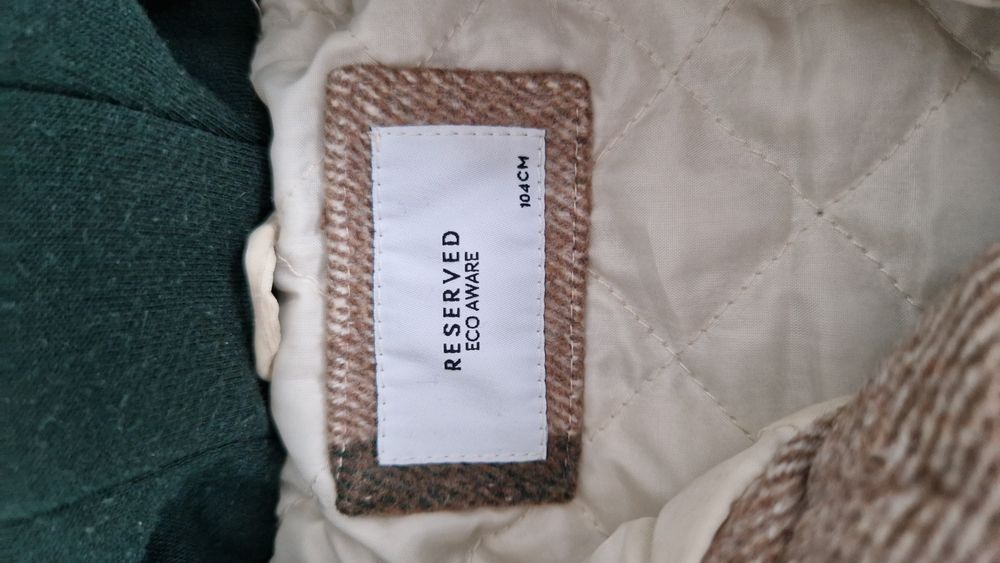 RESERVED
ECO AWARE
104CM